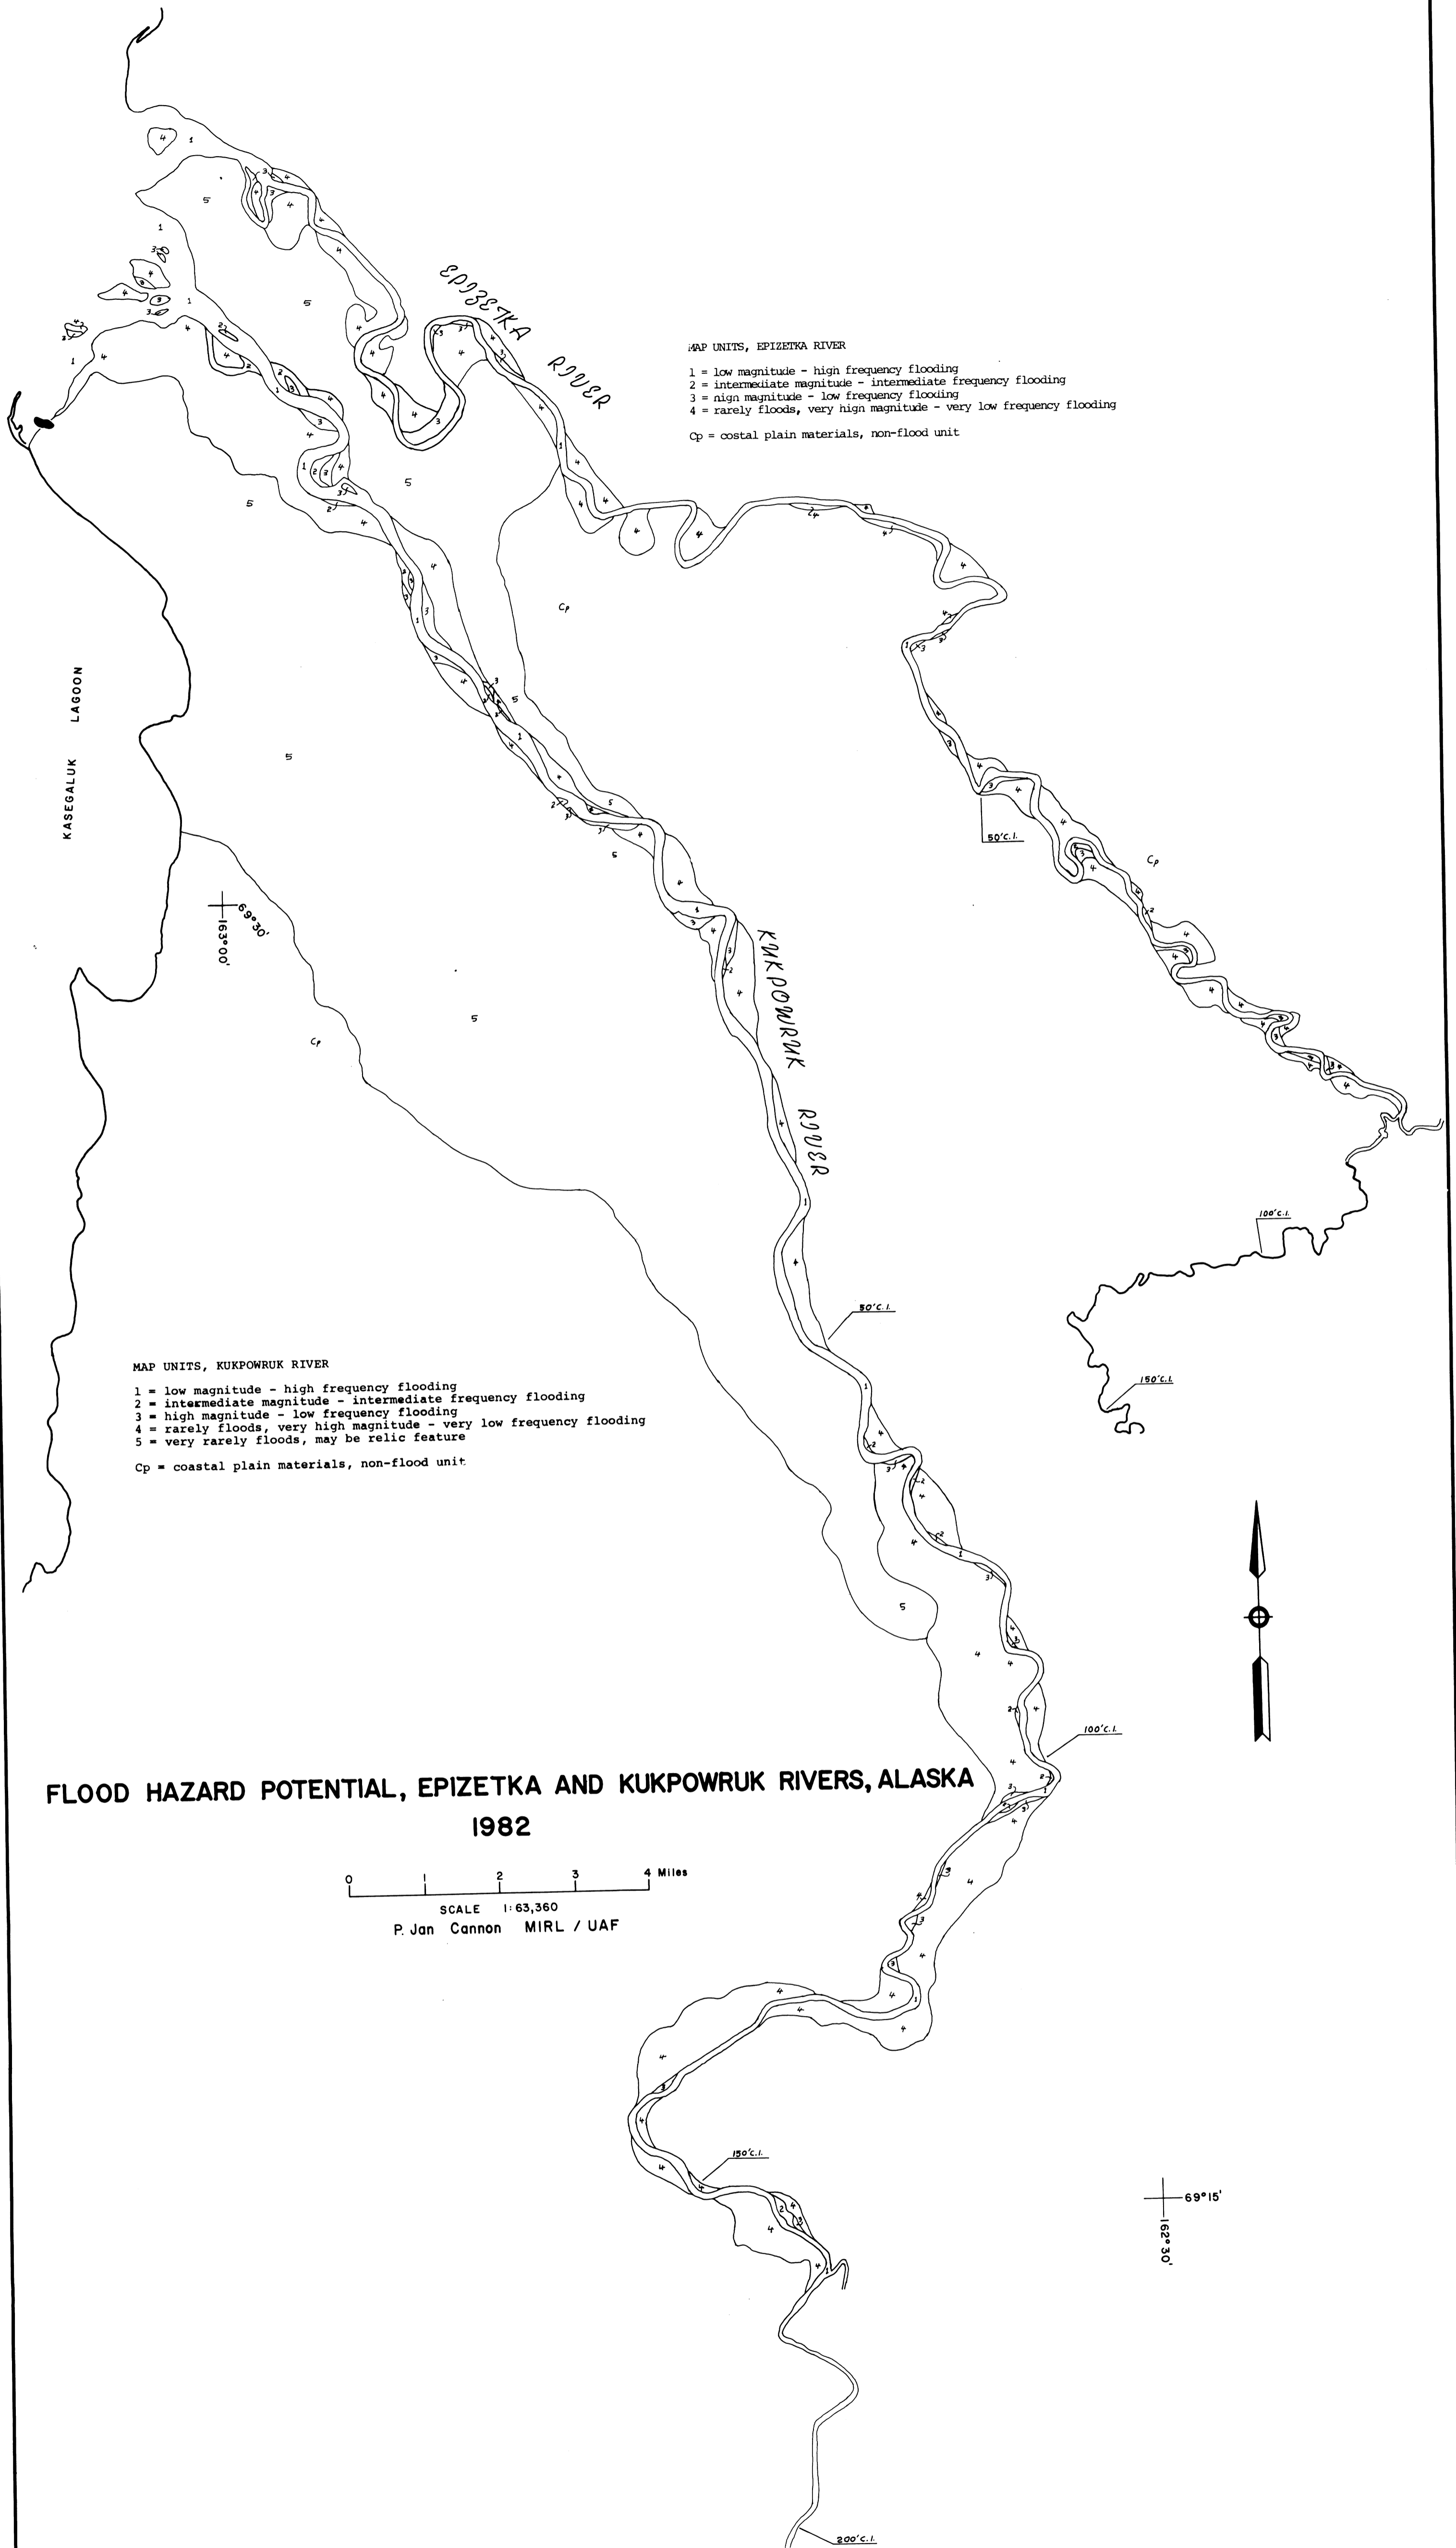 EPIZETKA RIVER
MAP UNITS, EPIZETKA RIVER
1 = low magnitude - high frequency flooding
2 = intermediate magnitude - intermediate frequency flooding
3 = nign magnitude - low frequency flooding
4 = rarely floods, very hign magnitude - very low frequency flooding
Cp = costal plain materials, non-flood unit
Cp
KASEGALUK LAGOON
50'C.I.
Cp
69°30'
163°00'
KUKPOWRUK RIVER
Cp
100'C.I.
50'C.I.
150'C.I.
MAP UNITS, KUKPOWRUK RIVER
1 = low magnitude - high frequency flooding
2 = intermediate magnitude - intermediate frequency flooding
3 = high magnitude - low frequency flooding
4 = rarely floods, very high magnitude - very low frequency flooding
5 = very rarely floods, may be relic feature
Cp = coastal plain materials, non-flood unit
100'C.I.
FLOOD HAZARD POTENTIAL, EPIZETKA AND KUKPOWRUK RIVERS, ALASKA
1982
0 1 2 3 4 Miles
SCALE 1:63,360
P. Jan Cannon MIRL / UAF
150'C.I.
69°15'
162°30'
200'C.I.